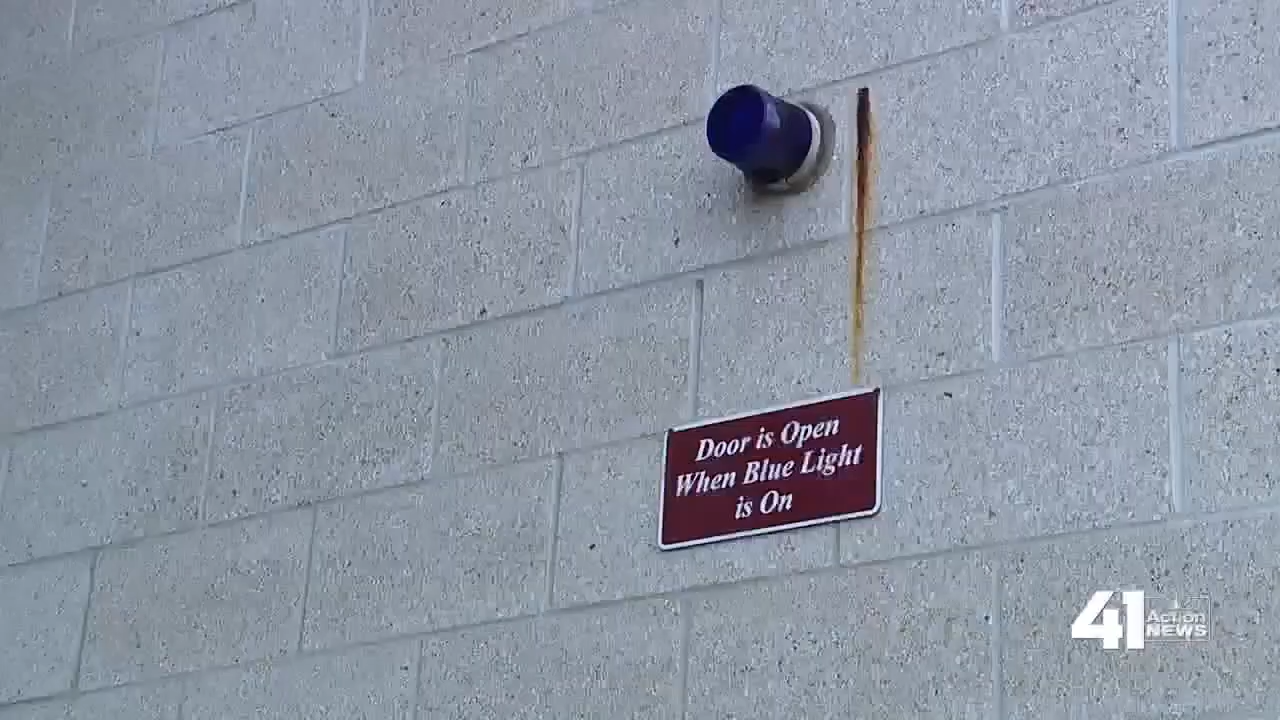 Door is Open
When Blue Light
is On
41 Action
NEWS